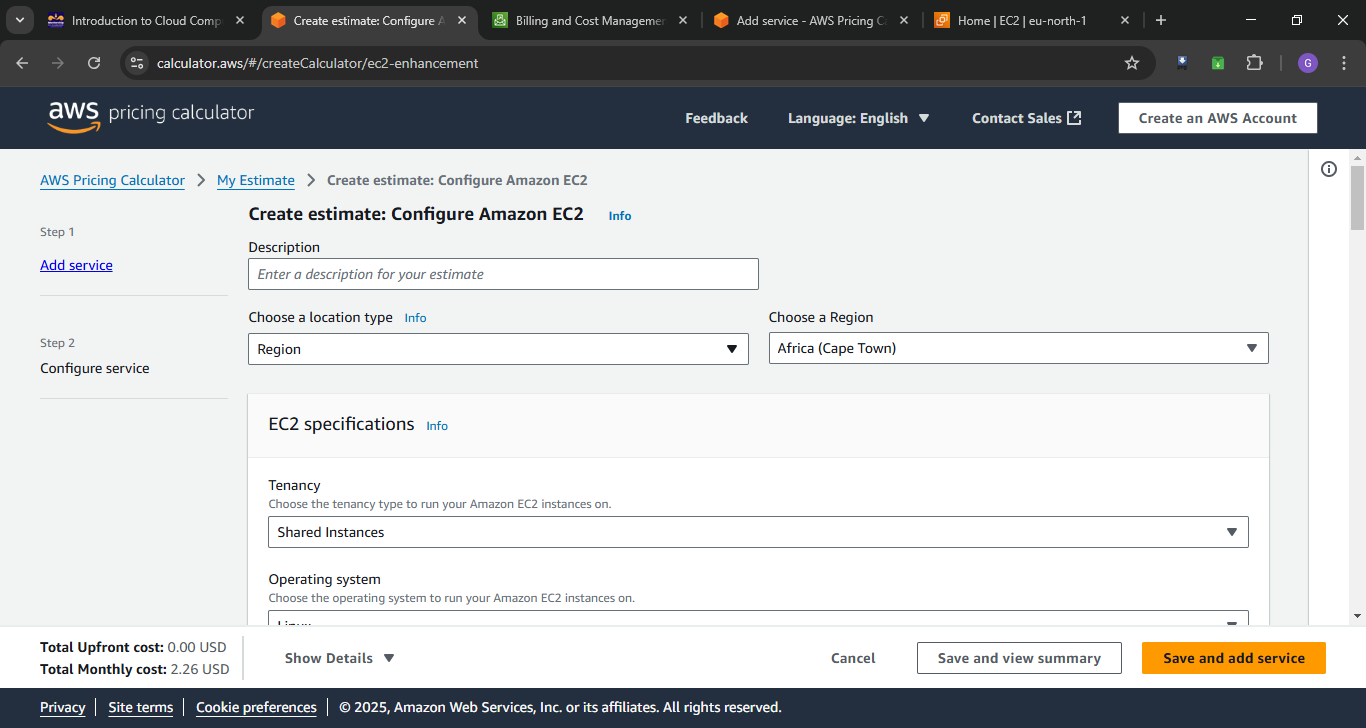 Introduction to Cloud Comp
Create estimate: Configure A
Billing and Cost Managemen
Add service - AWS Pricing C
Home | EC2 | eu-north-1
calculator.aws/#/createCalculator/ec2-enhancement
G
aws pricing calculator
Feedback
Language: English
Contact Sales
Create an AWS Account
AWS Pricing Calculator
My Estimate
Create estimate: Configure Amazon EC2
Step 1
Add service
Step 2
Configure service
Create estimate: Configure Amazon EC2 Info
Description
Enter a description for your estimate
Choose a location type Info
Region
Choose a Region
Africa (Cape Town)
EC2 specifications Info
Tenancy
Choose the tenancy type to run your Amazon EC2 instances on.
Shared Instances
Operating system
Choose the operating system to run your Amazon EC2 instances on.
Linux
Total Upfront cost: 0.00 USD
Total Monthly cost: 2.26 USD
Show Details
Cancel
Save and view summary
Save and add service
Privacy
Site terms
Cookie preferences
© 2025, Amazon Web Services, Inc. or its affiliates. All rights reserved.